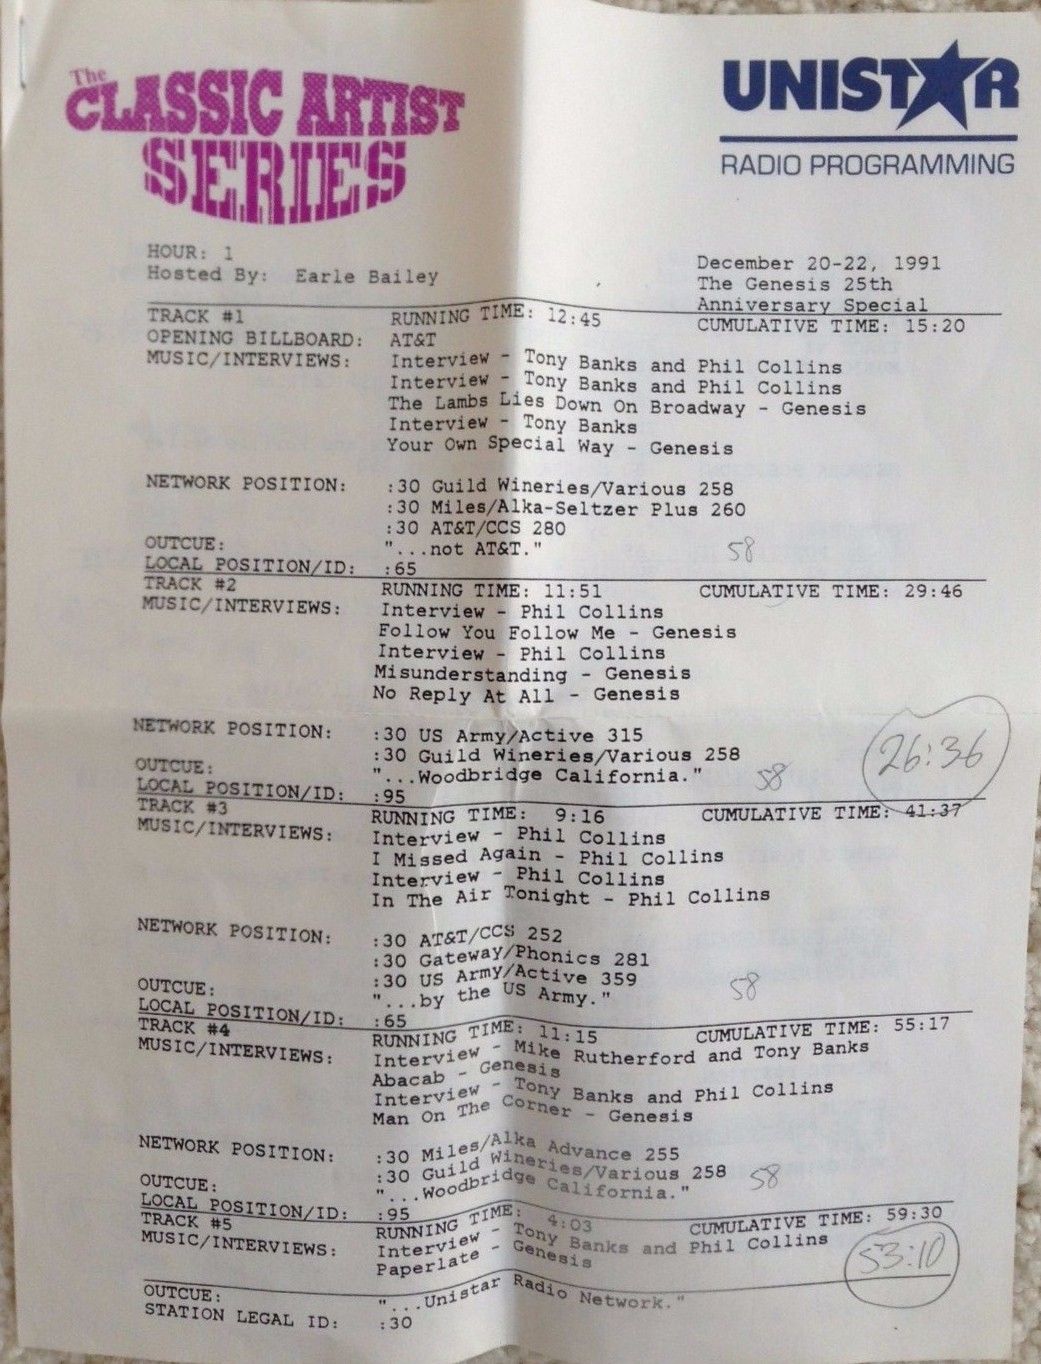 The
CLASSIC ARTIST
SERIES
UNISTAR
RADIO PROGRAMMING
HOUR: 1
Hosted By: Earle Bailey
December 20-22, 1991
The Genesis 25th
Anniversary Special
TRACK #1 RUNNING TIME: 12:45 CUMULATIVE TIME: 15:20
OPENING BILLBOARD: AT&T
MUSIC/INTERVIEWS: Interview - Tony Banks and Phil Collins
Interview - Tony Banks and Phil Collins
The Lambs Lies Down On Broadway - Genesis
Interview - Tony Banks
Your Own Special Way - Genesis
NETWORK POSITION: :30 Guild Wineries/Various 258
:30 Miles/Alka-Seltzer Plus 260
:30 AT&T/CCS 280
OUTCUE: "...not AT&T." 58
LOCAL POSITION/ID: :65
TRACK #2 RUNNING TIME: 11:51 CUMULATIVE TIME: 29:46
MUSIC/INTERVIEWS: Interview - Phil Collins
Follow You Follow Me - Genesis
Interview - Phil Collins
Misunderstanding - Genesis
No Reply At All - Genesis
NETWORK POSITION: :30 US Army/Active 315
:30 Guild Wineries/Various 258 26:36
OUTCUE: "...Woodbridge California." 58
LOCAL POSITION/ID: :95
TRACK #3 RUNNING TIME: 9:16 CUMULATIVE TIME: 41:37
MUSIC/INTERVIEWS: Interview - Phil Collins
I Missed Again - Phil Collins
Interview - Phil Collins
In The Air Tonight - Phil Collins
NETWORK POSITION: :30 AT&T/CCS 252
:30 Gateway/Phonics 281
:30 US Army/Active 359
OUTCUE: "...by the US Army." 58
LOCAL POSITION/ID: :65
TRACK #4 RUNNING TIME: 11:15 CUMULATIVE TIME: 55:17
MUSIC/INTERVIEWS: Interview - Mike Rutherford and Tony Banks
Abacab - Genesis
Interview - Tony Banks and Phil Collins
Man On The Corner - Genesis
NETWORK POSITION: :30 Miles/Alka Advance 255
:30 Guild Wineries/Various 258 58
OUTCUE: "...Woodbridge California."
LOCAL POSITION/ID: :95
TRACK #5 RUNNING TIME: 4:03 CUMULATIVE TIME: 59:30
MUSIC/INTERVIEWS: Interview - Tony Banks and Phil Collins
Paperlate - Genesis 53:10
OUTCUE: "...Unistar Radio Network."
STATION LEGAL ID: :30